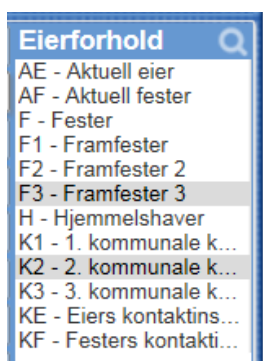 Eierforhold
AE - Aktuell eier
AF - Aktuell fester
F - Fester
F1 - Framfester
F2 - Framfester 2
F3 - Framfester 3
H - Hjemmelshaver
K1 - 1. kommunale k...
K2 - 2. kommunale k...
K3 - 3. kommunale k...
KE - Eiers kontaktins...
KF - Festers kontakti...